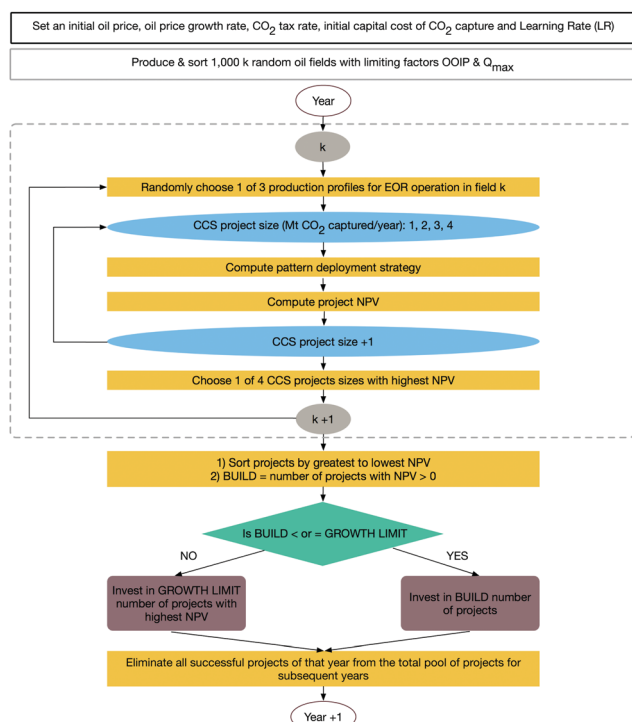 Set an initial oil price, oil price growth rate, CO2 tax rate, initial capital cost of CO2 capture and Learning Rate (LR)
Produce & sort 1,000 k random oil fields with limiting factors OOIP & Qmax
Year
k
Randomly choose 1 of 3 production profiles for EOR operation in field k
CCS project size (Mt CO2 captured/year): 1, 2, 3, 4
Compute pattern deployment strategy
Compute project NPV
CCS project size +1
Choose 1 of 4 CCS projects sizes with highest NPV
k +1
1) Sort projects by greatest to lowest NPV
2) BUILD = number of projects with NPV > 0
Is BUILD < or = GROWTH LIMIT
NO
YES
Invest in GROWTH LIMIT
number of projects with
highest NPV
Invest in BUILD number
of projects
Eliminate all successful projects of that year from the total pool of projects for
subsequent years
Year +1